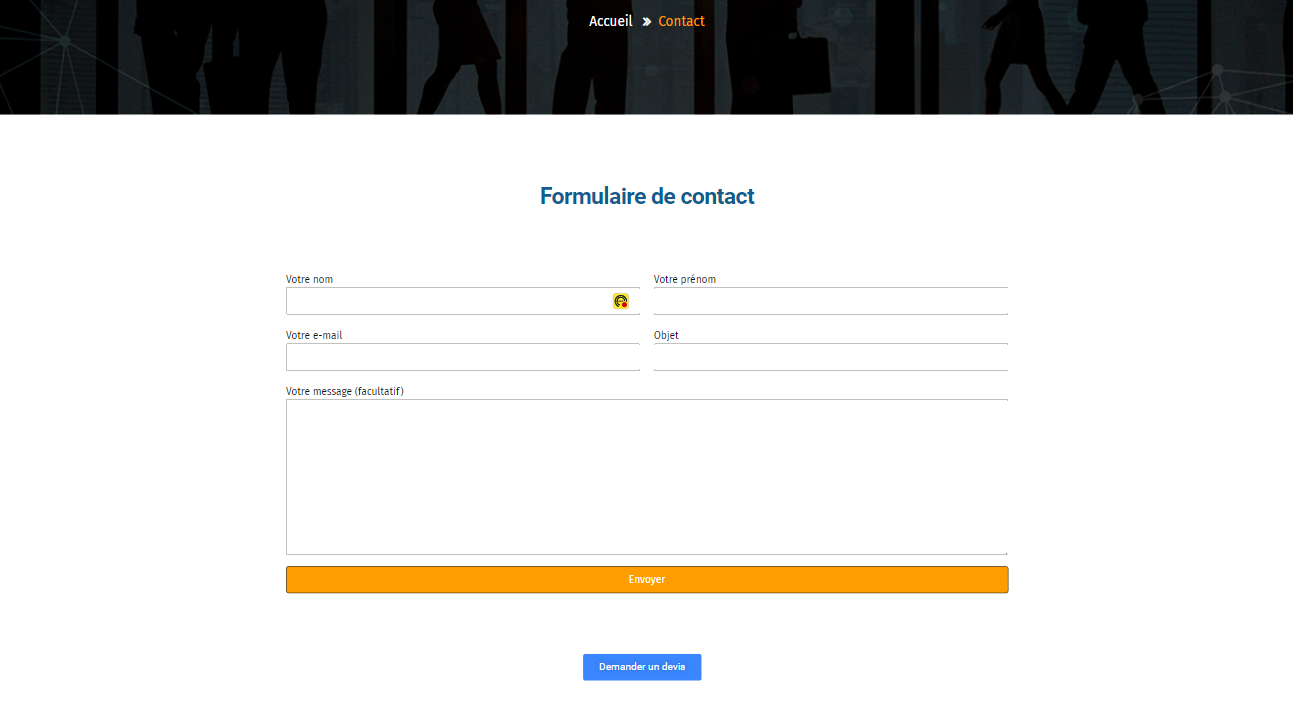 Accueil » Contact
Formulaire de contact
Votre nom
Votre prénom
Votre e-mail
Objet
Votre message (facultatif)
Envoyer
Demander un devis